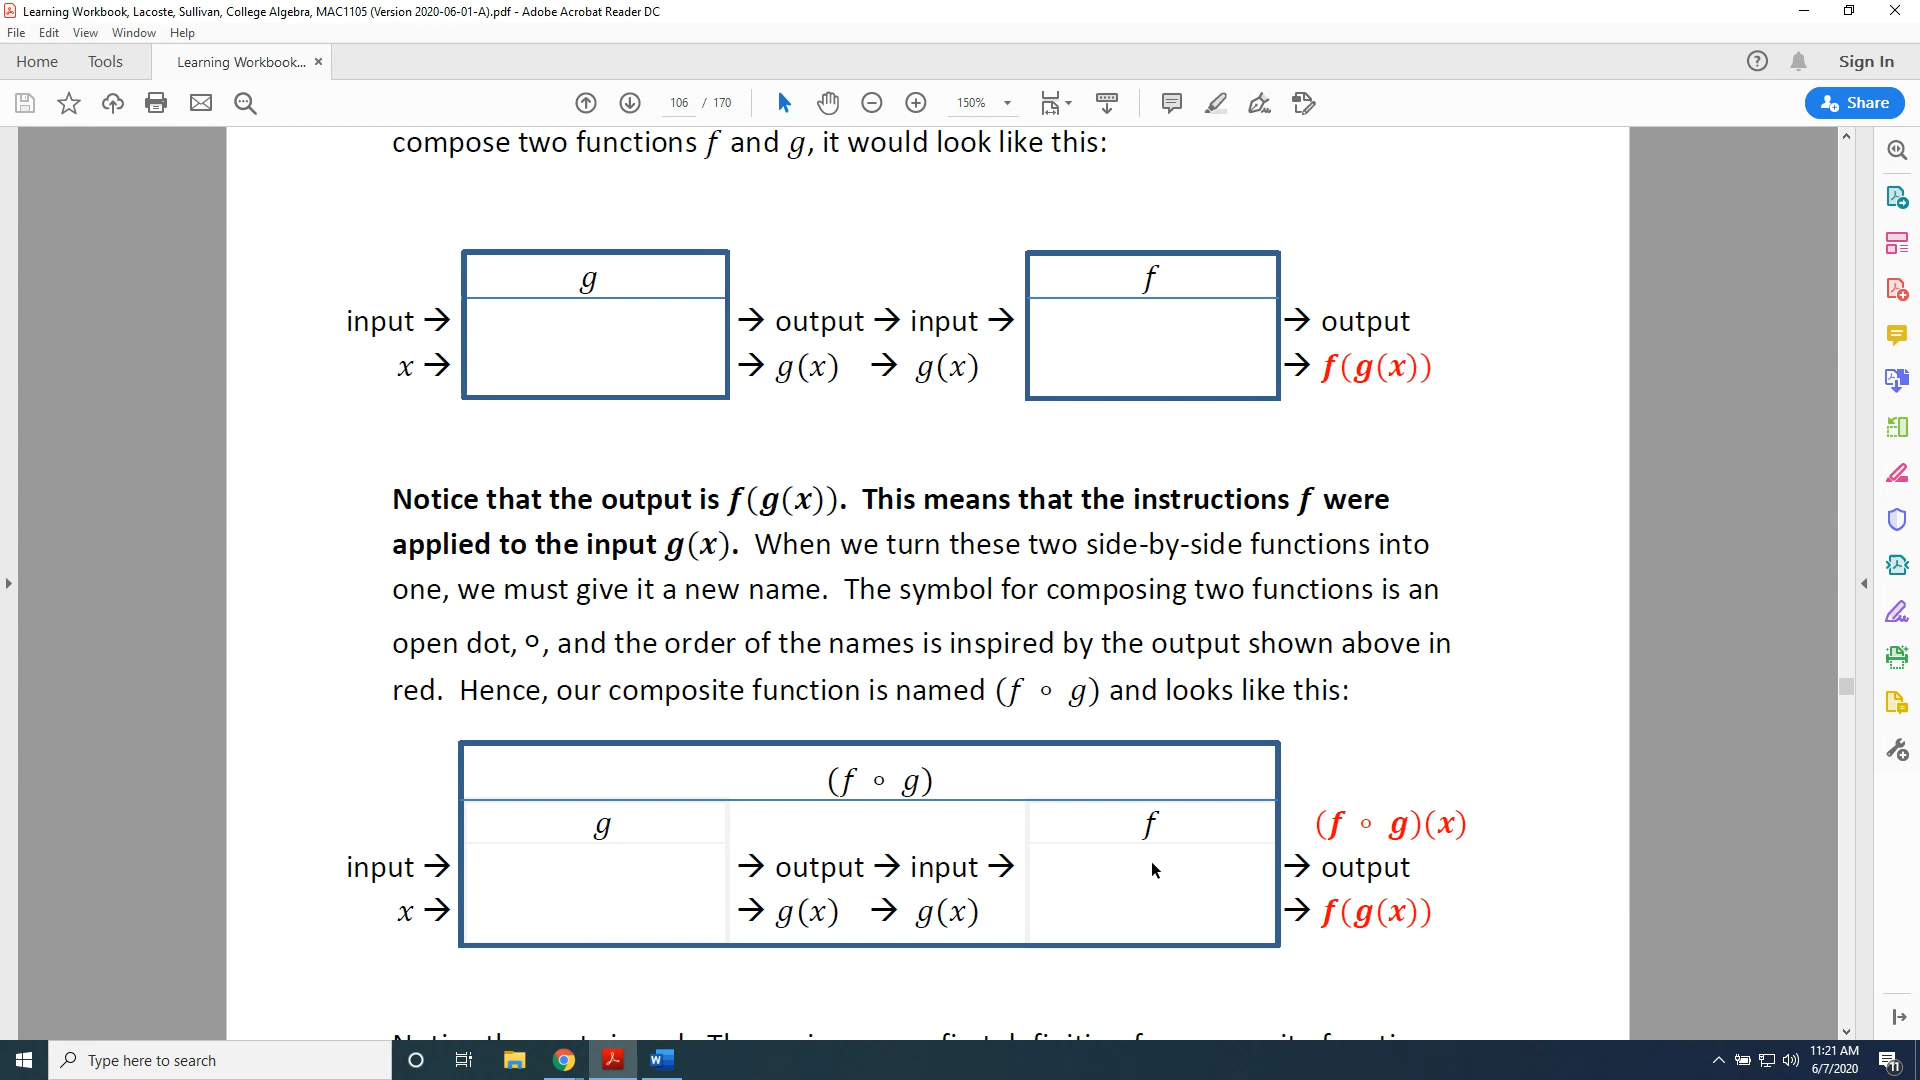 Learning Workbook, Lacoste, Sullivan, College Algebra, MAC1105 (Version 2020-06-01-A).pdf - Adobe Acrobat Reader DC
File Edit View Window Help
Home Tools Learning Workbook... × Sign In
106 / 170 150% Share
compose two functions f and g, it would look like this:
g f
input → → output → input → → output
x → → g(x) → g(x) → f(g(x))
Notice that the output is f(g(x)). This means that the instructions f were
applied to the input g(x). When we turn these two side-by-side functions into
one, we must give it a new name. The symbol for composing two functions is an
open dot, ∘, and the order of the names is inspired by the output shown above in
red. Hence, our composite function is named (f ∘ g) and looks like this:
(f ∘ g)
g f (f ∘ g)(x)
input → → output → input → → output
x → → g(x) → g(x) → f(g(x))
Type here to search
11:21 AM
6/7/2020
11